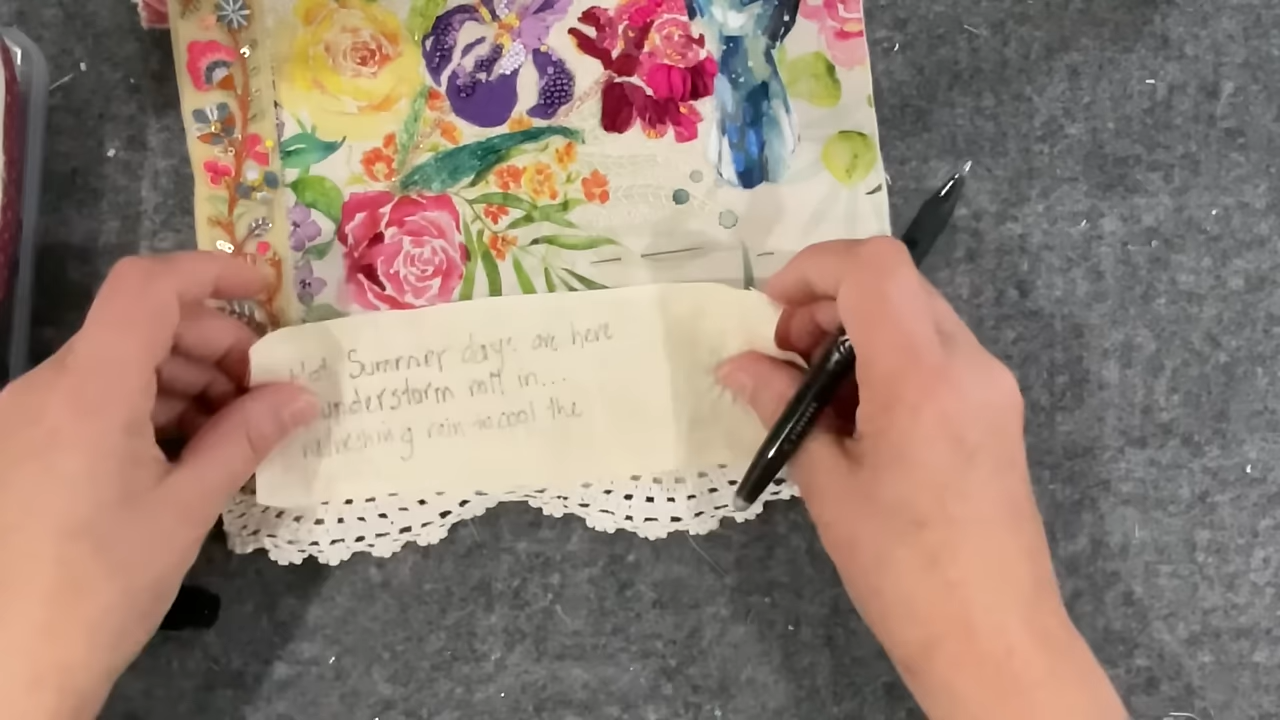 Hot Summer days are here
understorm roll in...
refreshing rain to cool the